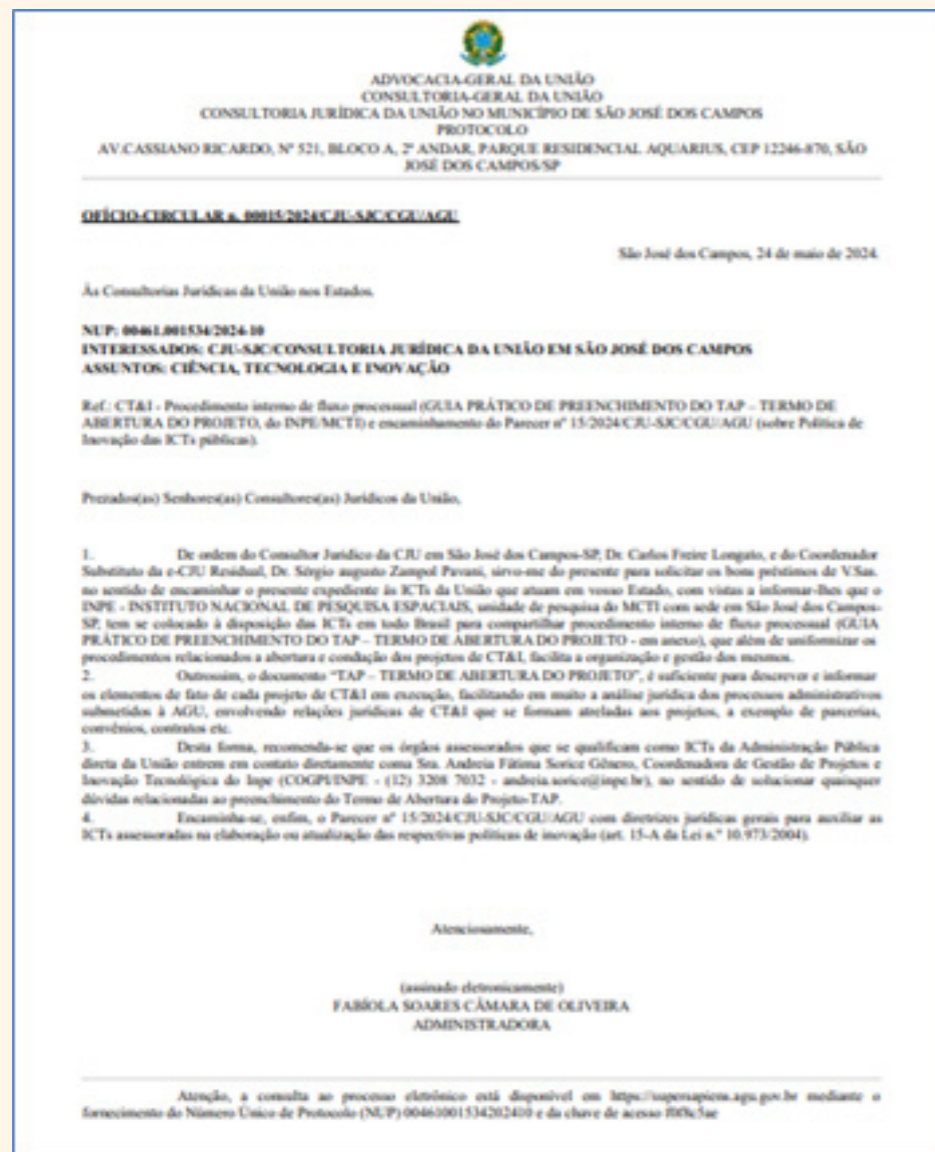 ADVOCACIA-GERAL DA UNIÃO
CONSULTORIA-GERAL DA UNIÃO
CONSULTORIA JURÍDICA DA UNIÃO NO MUNICÍPIO DE SÃO JOSÉ DOS CAMPOS
PROTOCOLO
AV.CASSIANO RICARDO, Nº 521, BLOCO A, 2º ANDAR, PARQUE RESIDENCIAL AQUARIUS, CEP 12246-870, SÃO
JOSÉ DOS CAMPOS/SP
OFÍCIO-CIRCULAR n. 00015/2024/CJU-SJC/CGU/AGU
São José dos Campos, 24 de maio de 2024.
Às Consultorias Jurídicas da União nos Estados.
NUP: 00461.001534/2024-10
INTERESSADOS: CJU-SJC/CONSULTORIA JURÍDICA DA UNIÃO EM SÃO JOSÉ DOS CAMPOS
ASSUNTOS: CIÊNCIA, TECNOLOGIA E INOVAÇÃO
Ref.: CT&I - Procedimento interno de fluxo processual (GUIA PRÁTICO DE PREENCHIMENTO DO TAP – TERMO DE
ABERTURA DO PROJETO, do INPE/MCTI) e encaminhamento do Parecer nº 15/2024/CJU-SJC/CGU/AGU (sobre Política de
Inovação das ICTs públicas).
Prezados(as) Senhores(as) Consultores(as) Jurídicos da União,
1. De ordem do Consultor Jurídico da CJU em São José dos Campos-SP, Dr. Carlos Freire Longato, e do Coordenador
Substituto da e-CJU Residual, Dr. Sérgio augusto Zampol Pavani, sirvo-me do presente para solicitar os bons préstimos de V.Sas.
no sentido de encaminhar o presente expediente às ICTs da União que atuam em vosso Estado, com vistas a informar-lhes que o
INPE - INSTITUTO NACIONAL DE PESQUISA ESPACIAIS, unidade de pesquisa do MCTI com sede em São José dos Campos-
SP, tem se colocado à disposição das ICTs em todo Brasil para compartilhar procedimento interno de fluxo processual (GUIA
PRÁTICO DE PREENCHIMENTO DO TAP – TERMO DE ABERTURA DO PROJETO - em anexo), que além de uniformizar os
procedimentos relacionados a abertura e condução dos projetos de CT&I, facilita a organização e gestão dos mesmos.
2. Outrossim, o documento “TAP – TERMO DE ABERTURA DO PROJETO”, é suficiente para descrever e informar
os elementos de fato de cada projeto de CT&I em execução, facilitando em muito a análise jurídica dos processos administrativos
submetidos à AGU, envolvendo relações jurídicas de CT&I que se formam atreladas aos projetos, a exemplo de parcerias,
convênios, contratos etc.
3. Desta forma, recomenda-se que os órgãos assessorados que se qualificam como ICTs da Administração Pública
direta da União entrem em contato diretamente coma Sra. Andreia Fátima Sorice Gênero, Coordenadora de Gestão de Projetos e
Inovação Tecnológica do Inpe (COGPI/INPE - (12) 3208 7032 - andreia.sorice@inpe.br), no sentido de solucionar quaisquer
dúvidas relacionadas ao preenchimento do Termo de Abertura do Projeto-TAP.
4. Encaminha-se, enfim, o Parecer nº 15/2024/CJU-SJC/CGU/AGU com diretrizes jurídicas gerais para auxiliar as
ICTs assessoradas na elaboração ou atualização das respectivas políticas de inovação (art. 15-A da Lei n.º 10.973/2004).
Atenciosamente,
(assinado eletronicamente)
FABÍOLA SOARES CÂMARA DE OLIVEIRA
ADMINISTRADORA
Atenção, a consulta ao processo eletrônico está disponível em https://supersapiens.agu.gov.br mediante o
fornecimento do Número Único de Protocolo (NUP) 00461001534202410 e da chave de acesso